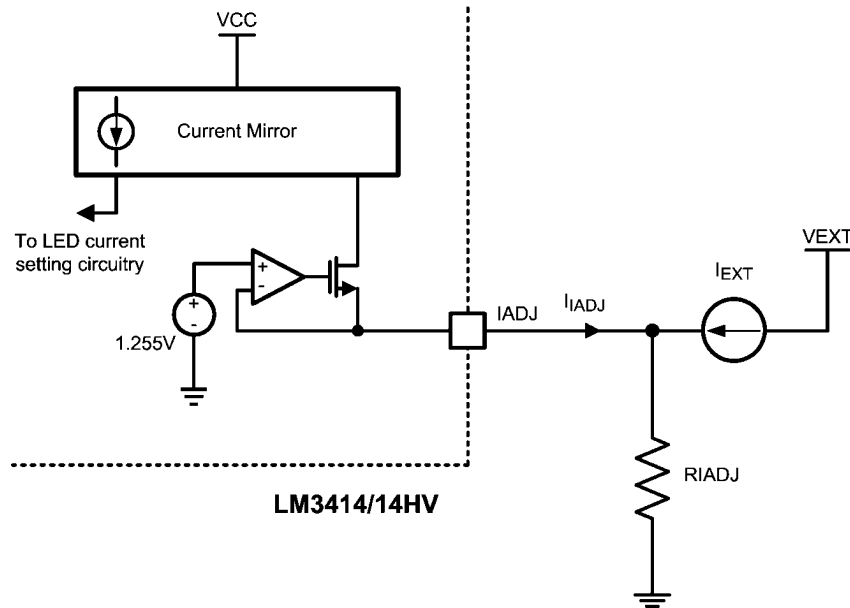 VCC
Current Mirror
To LED current
setting circuitry
+
-
+
-
1.255V
IADJ
IIADJ
IEXT
VEXT
RIADJ
LM3414/14HV